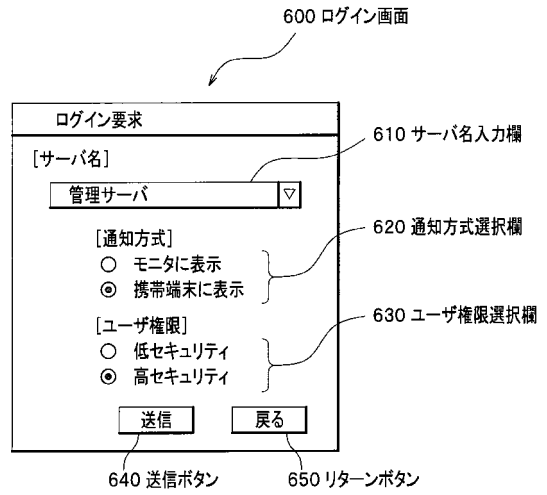 600 ログイン画面
ログイン要求
[サーバ名]
610 サーバ名入力欄
管理サーバ
[通知方式]
620 通知方式選択欄
モニタに表示
携帯端末に表示
[ユーザ権限]
630 ユーザ権限選択欄
低セキュリティ
高セキュリティ
送信 戻る
640 送信ボタン 650 リターンボタン